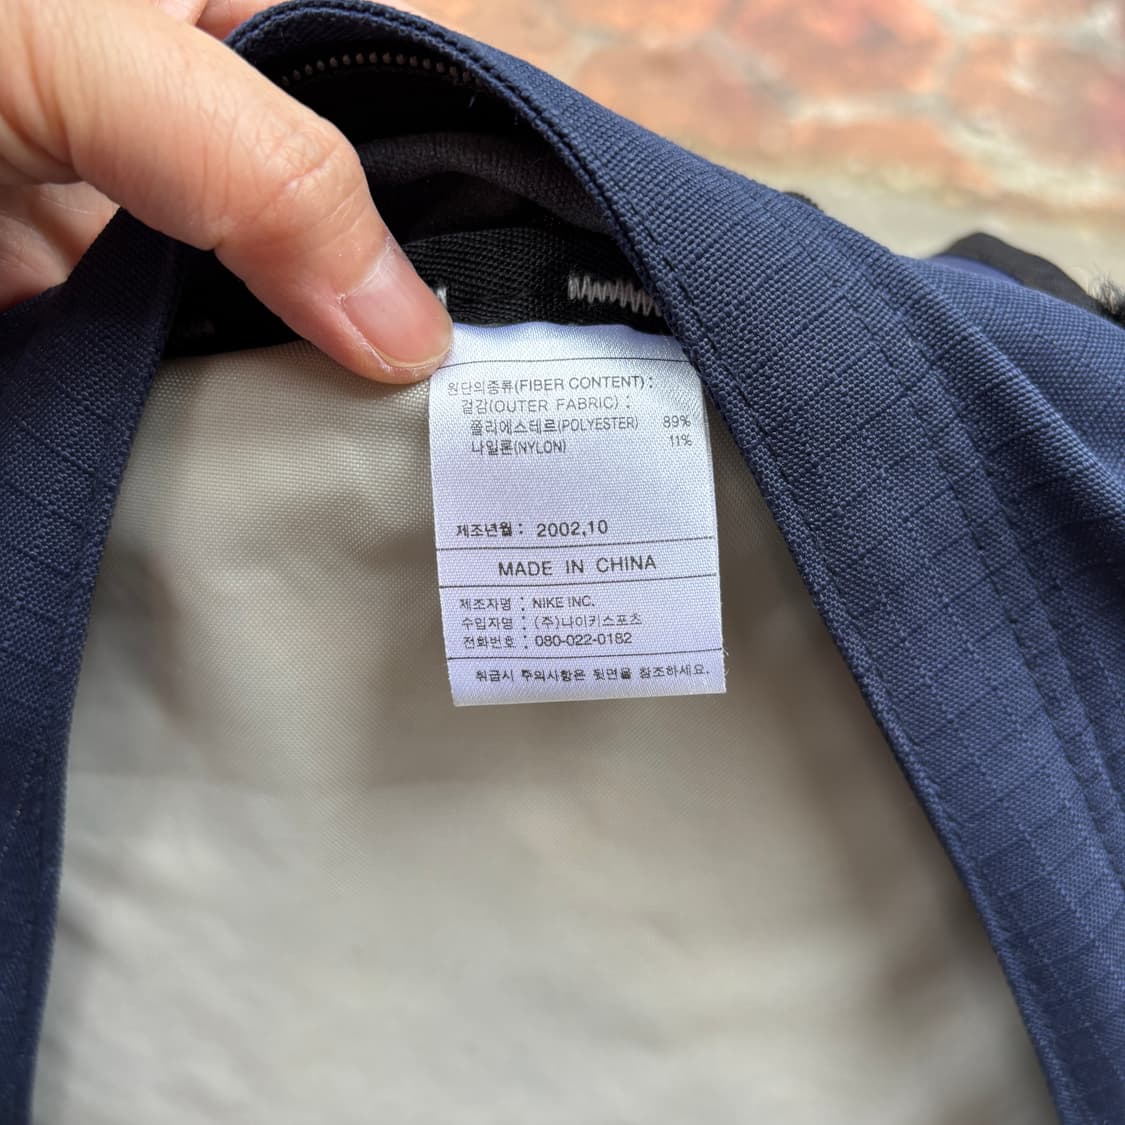 원단의종류(FIBER CONTENT) :
겉감(OUTER FABRIC) :
폴리에스테르(POLYESTER) 89%
나일론(NYLON) 11%
제조년월 : 2002,10
MADE IN CHINA
제조자명 : NIKE INC.
수입자명 : (주)나이키스포츠
전화번호 : 080-022-0182
취급시 주의사항은 뒷면을 참조하세요.